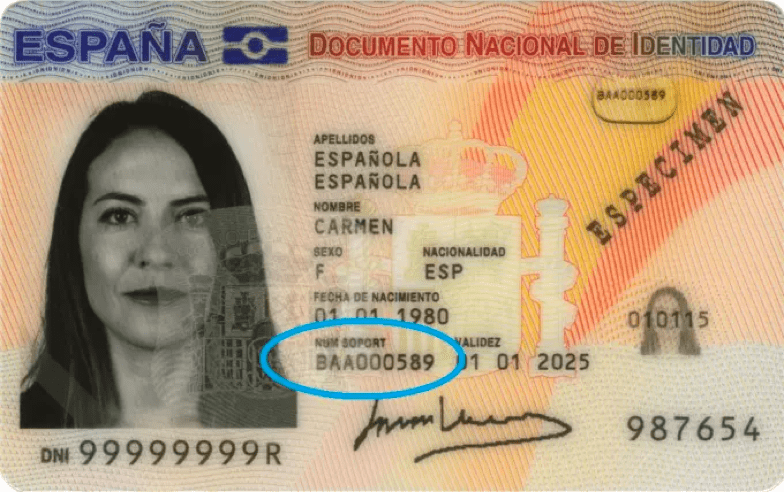 ESPAÑA DOCUMENTO NACIONAL DE IDENTIDAD
BAA000589
ESPECIMEN
APELLIDOS
ESPAÑOLA
ESPAÑOLA
NOMBRE
CARMEN
SEXO NACIONALIDAD
F ESP
FECHA DE NACIMIENTO
01 01 1980
010115
NUM SOPORT VALIDEZ
BAA000589 01 01 2025
DNI 99999999R
987654